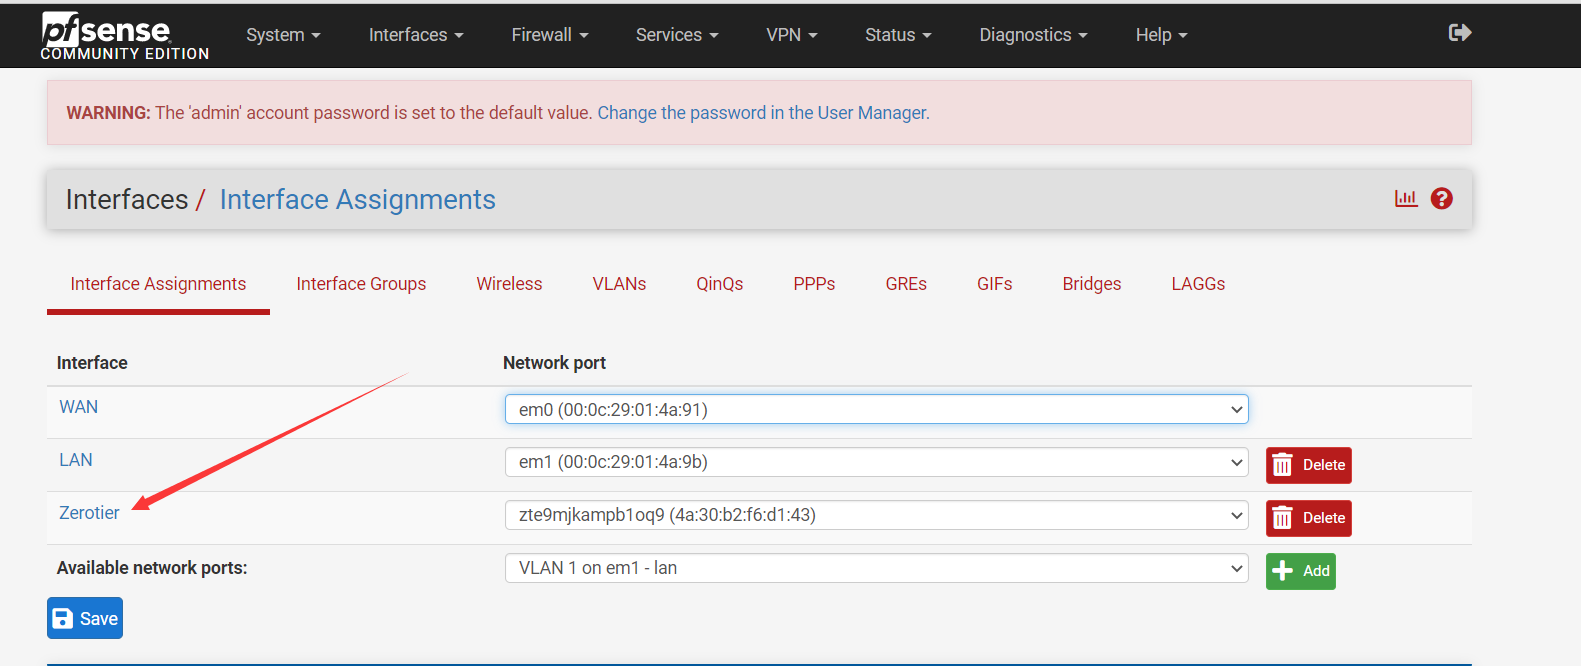 pfsense
COMMUNITY EDITION
System Interfaces Firewall Services VPN Status Diagnostics Help
WARNING: The 'admin' account password is set to the default value. Change the password in the User Manager.
Interfaces / Interface Assignments
Interface Assignments Interface Groups Wireless VLANs QinQs PPPs GREs GIFs Bridges LAGGs
Interface Network port
WAN em0 (00:0c:29:01:4a:91)
LAN em1 (00:0c:29:01:4a:9b) Delete
Zerotier zte9mjkampb1oq9 (4a:30:b2:f6:d1:43) Delete
Available network ports: VLAN 1 on em1 - lan Add
Save